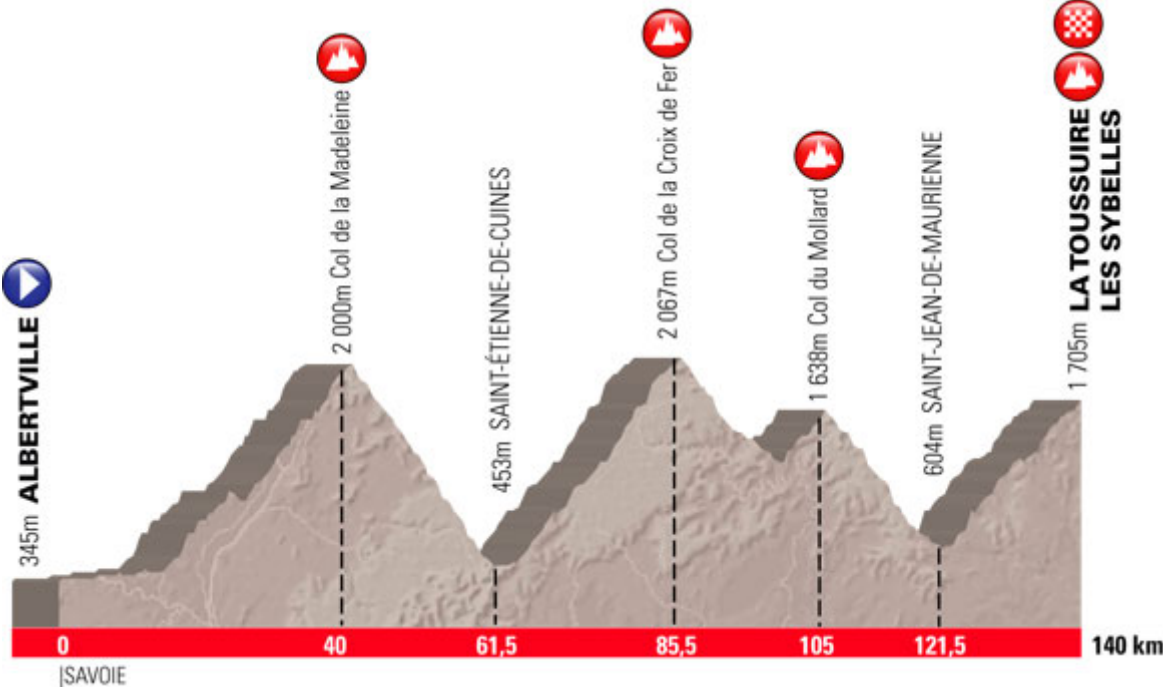 345m ALBERTVILLE
2 000m Col de la Madeleine
453m SAINT-ÉTIENNE-DE-CUINES
2 067m Col de la Croix de Fer
1 638m Col du Mollard
604m SAINT-JEAN-DE-MAURIENNE
1 705m LA TOUSSUIRE
LES SYBELLES
0 40 61,5 85,5 105 121,5 140 km
|SAVOIE